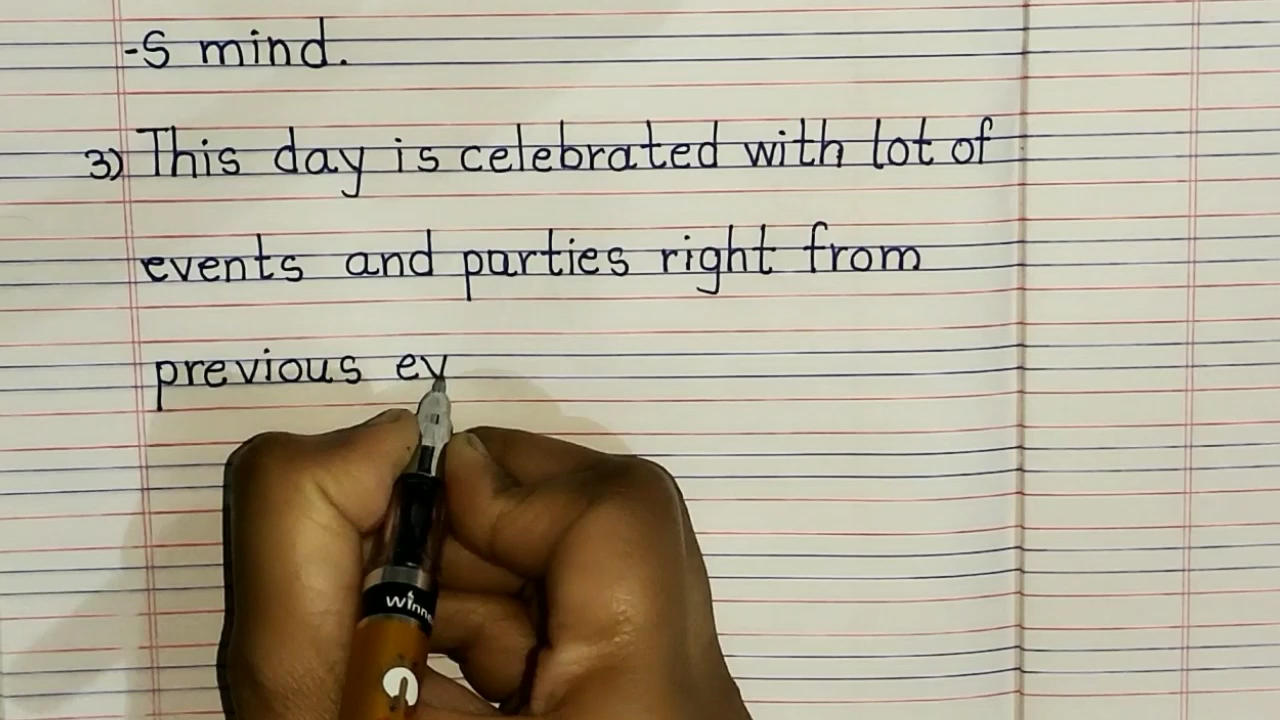 -s mind.
3) This day is celebrated with lot of
events and parties right from
previous ev